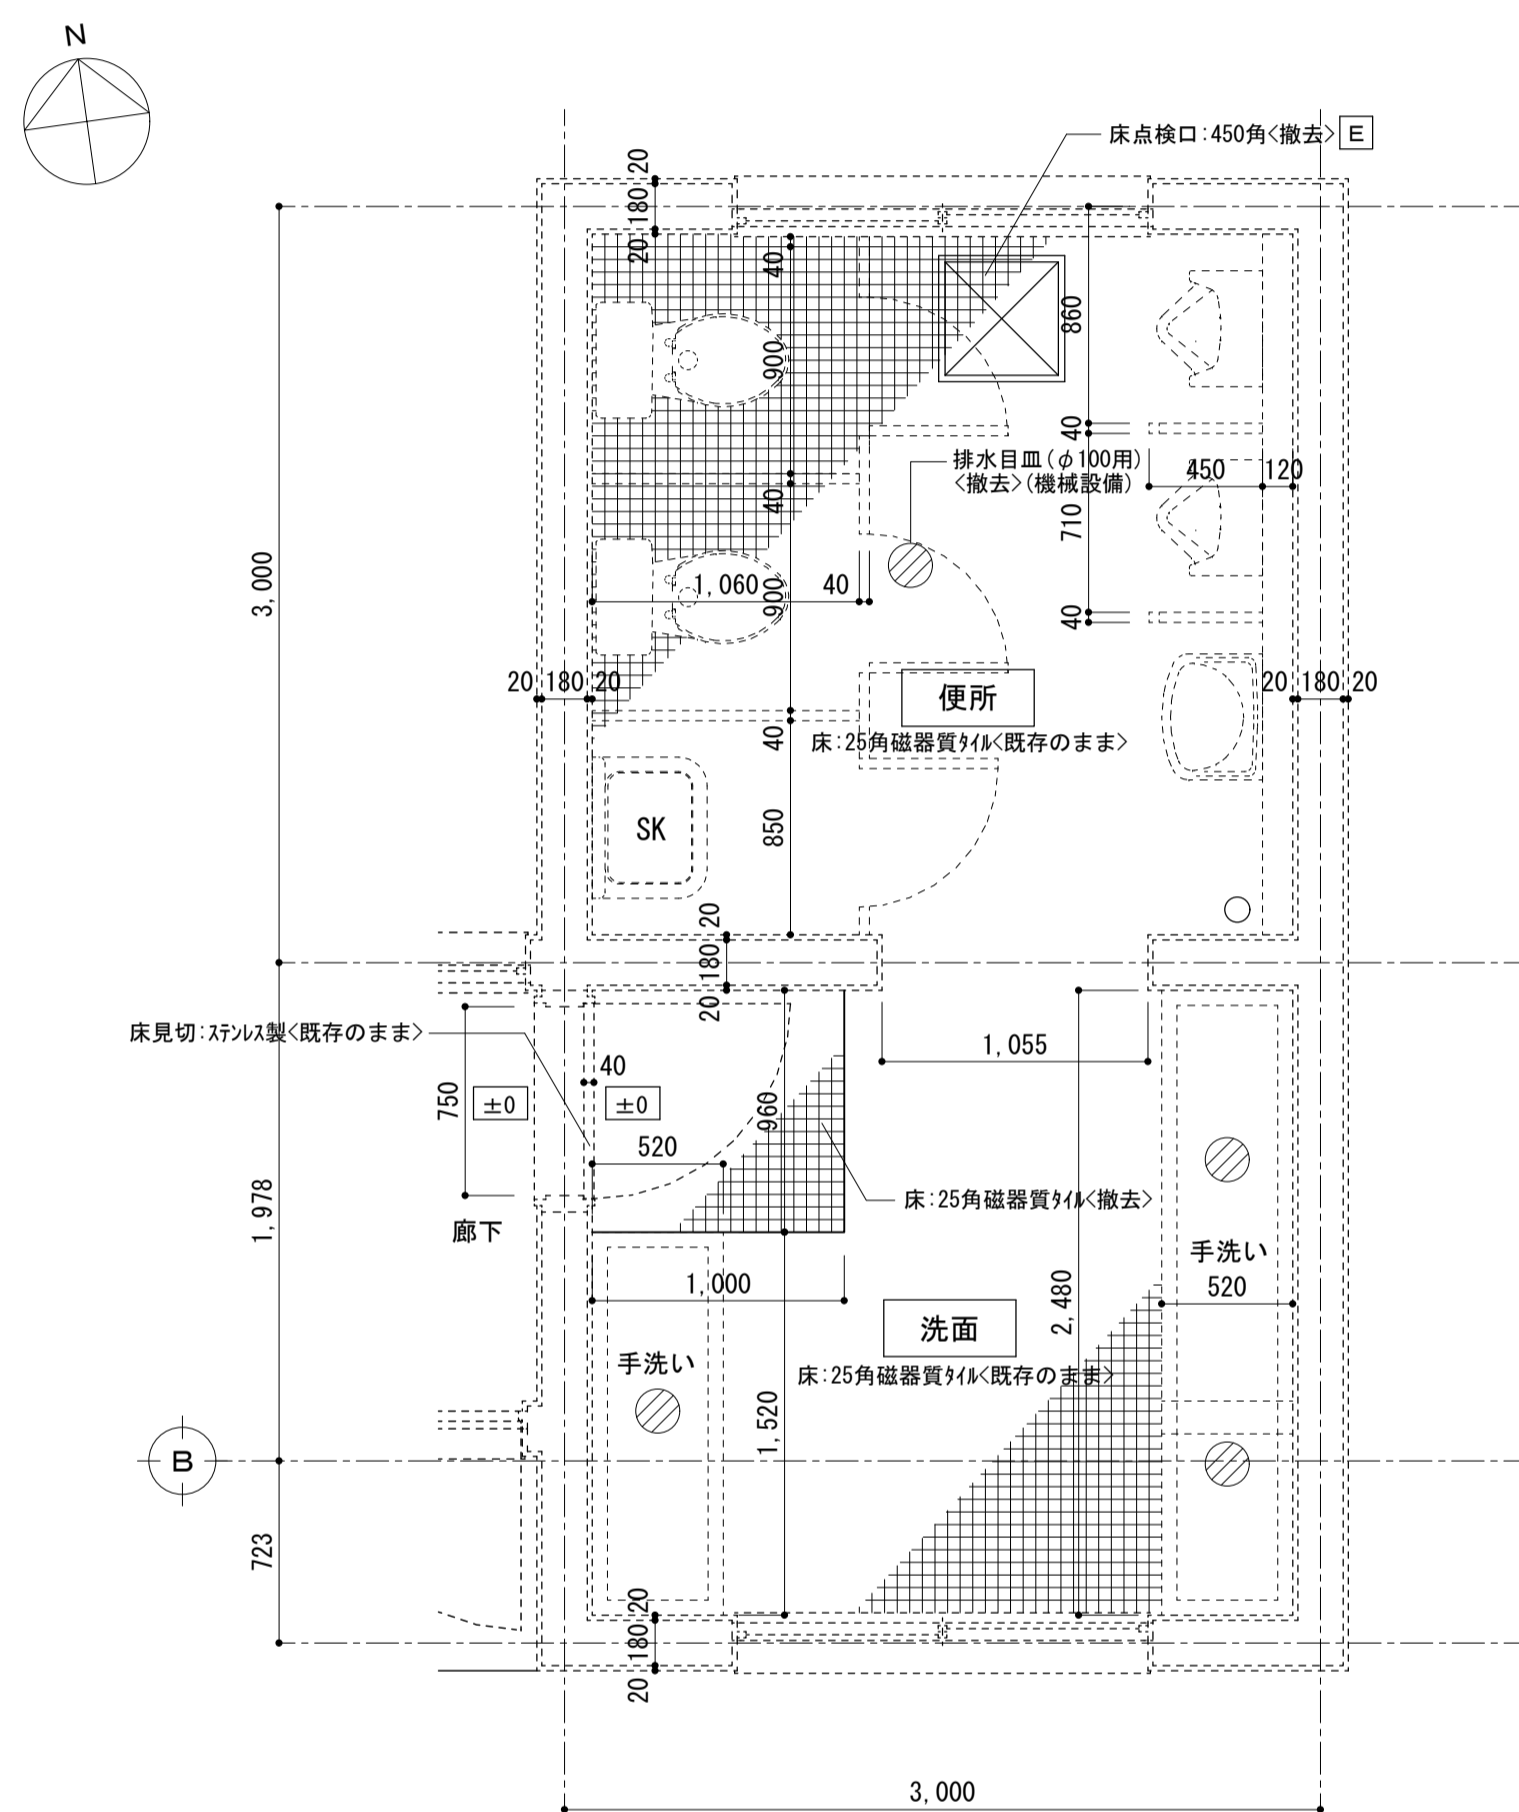 N
床点検口:450角<撤去> E
20
180
20
40
860
900
40
排水目皿(φ100用)
<撤去>(機械設備)
450
120
40
710
3,000
1,060
40
900
40
20
180
20
便所
20
180
20
床:25角磁器質タイル<既存のまま>
40
SK
850
20
180
20
床見切:ステンレス製<既存のまま>
1,055
40
750
±0
±0
960
520
床:25角磁器質タイル<撤去>
1,978
廊下
手洗い
1,000
2,480
520
洗面
手洗い
床:25角磁器質タイル<既存のまま>
1,520
B
723
20
180
20
3,000